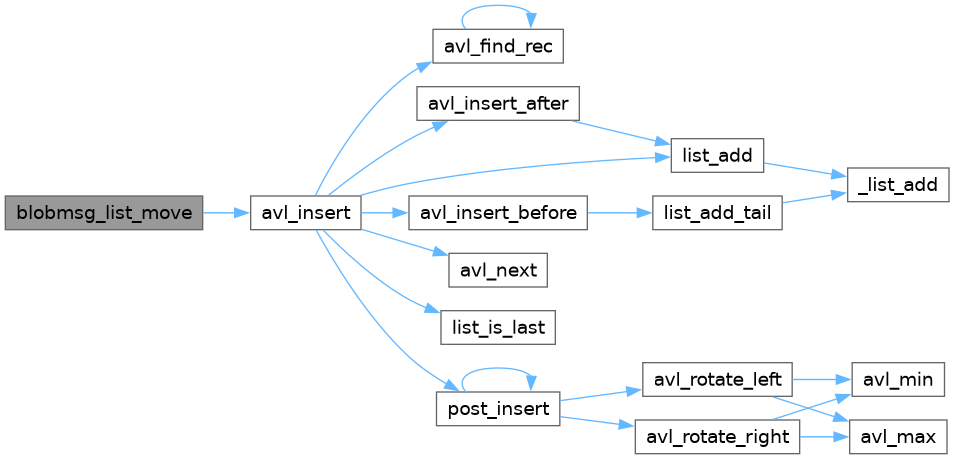 blobmsg_list_move
avl_insert
avl_find_rec
avl_insert_after
list_add
_list_add
avl_insert_before
list_add_tail
avl_next
list_is_last
post_insert
avl_rotate_left
avl_min
avl_rotate_right
avl_max